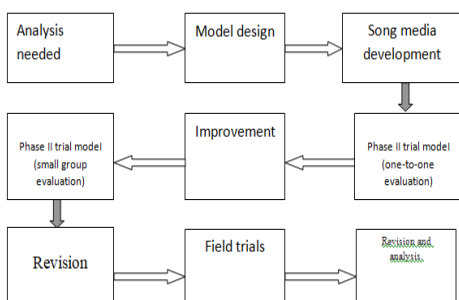 Analysis
needed
Model design
Song media
development
Phase II trial model
(small group
evaluation)
Improvement
Phase II trial model
(one-to-one
evaluation)
Revision
Field trials
Revision and
analysis.